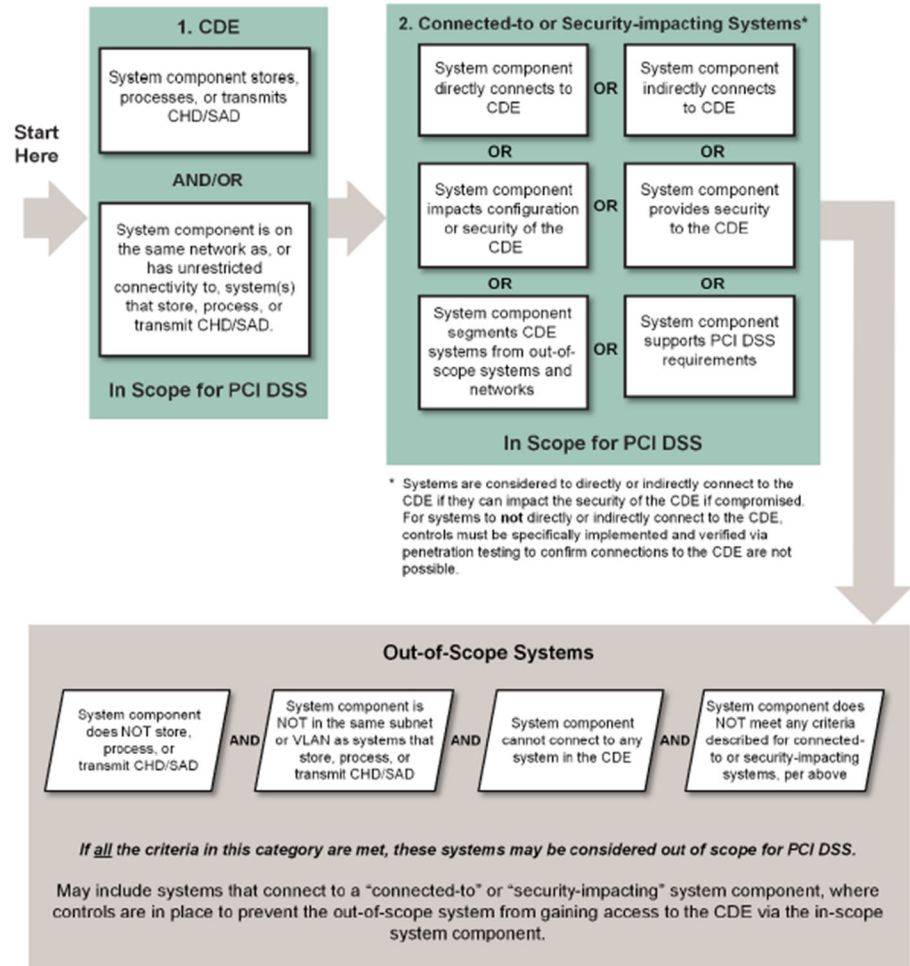 1. CDE
System component stores,
processes, or transmits
CHD/SAD
Start
Here
AND/OR
System component is on
the same network as, or
has unrestricted
connectivity to, system(s)
that store, process, or
transmit CHD/SAD.
In Scope for PCI DSS
2. Connected-to or Security-impacting Systems*
System component
directly connects to
CDE
OR
System component
indirectly connects
to CDE
OR
OR
System component
impacts configuration
or security of the
CDE
OR
System component
provides security
to the CDE
OR
OR
System component
segments CDE
systems from out-of-
scope systems and
networks
OR
System component
supports PCI DSS
requirements
In Scope for PCI DSS
* Systems are considered to directly or indirectly connect to the
CDE if they can impact the security of the CDE if compromised.
For systems to not directly or indirectly connect to the CDE,
controls must be specifically implemented and verified via
penetration testing to confirm connections to the CDE are not
possible.
Out-of-Scope Systems
System component
does NOT store,
process, or
transmit CHD/SAD
AND
System component is
NOT in the same subnet
or VLAN as systems that
store, process, or
transmit CHD/SAD
AND
System component
cannot connect to any
system in the CDE
AND
System component does
NOT meet any criteria
described for connected-
to or security-impacting
systems, per above
If all the criteria in this category are met, these systems may be considered out of scope for PCI DSS.
May include systems that connect to a “connected-to” or “security-impacting” system component, where
controls are in place to prevent the out-of-scope system from gaining access to the CDE via the in-scope
system component.